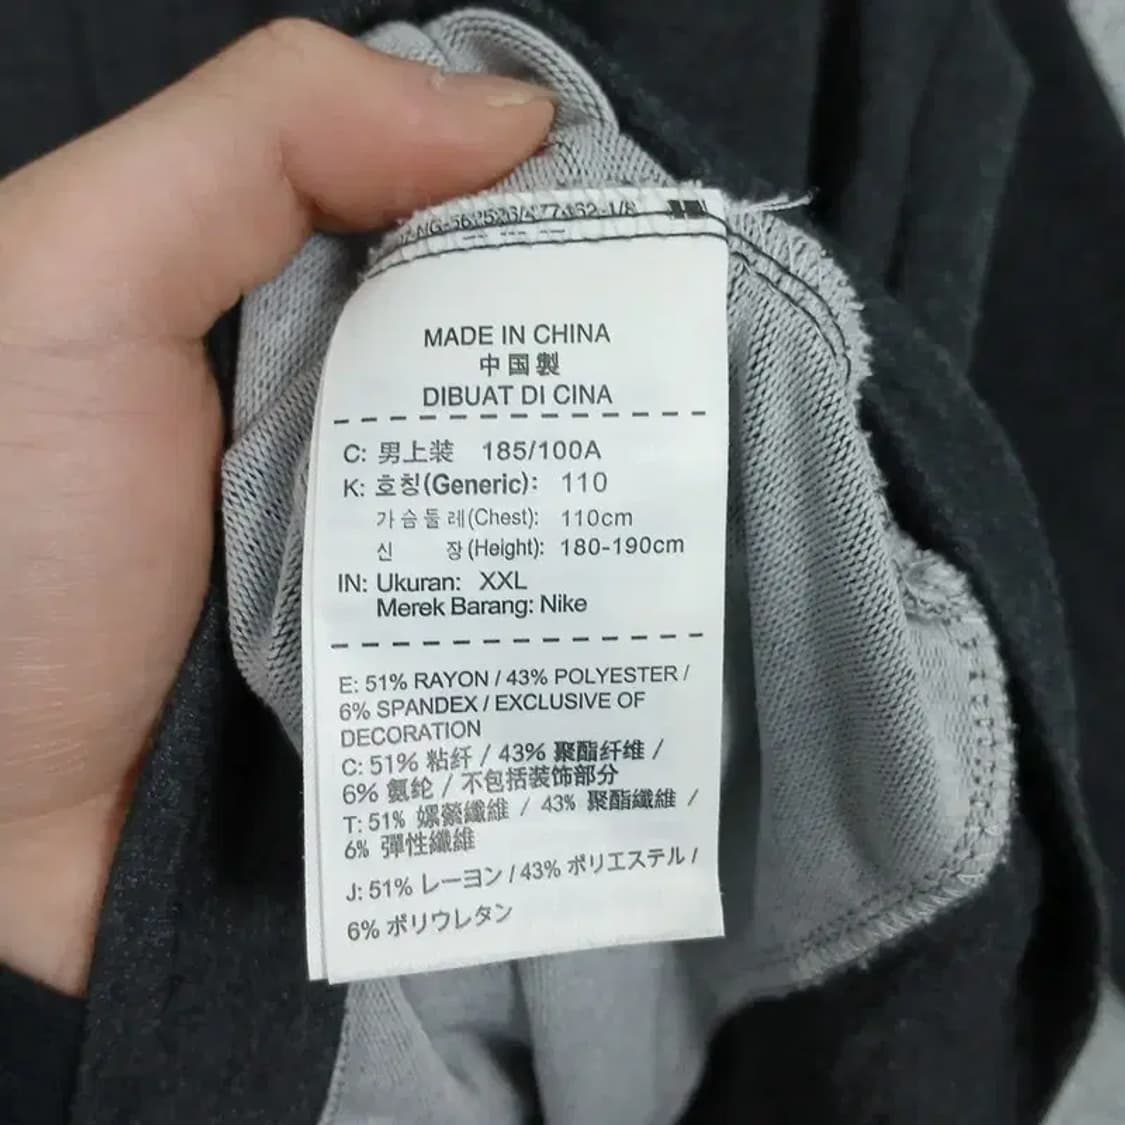 MADE IN CHINA
中国製
DIBUAT DI CINA
C: 男上装 185/100A
K: 호칭(Generic): 110
가슴둘레(Chest): 110cm
신 장(Height): 180-190cm
IN: Ukuran: XXL
Merek Barang: Nike
E: 51% RAYON / 43% POLYESTER /
6% SPANDEX / EXCLUSIVE OF
DECORATION
C: 51% 粘纤 / 43% 聚酯纤维 /
6% 氨纶 / 不包括装饰部分
T: 51% 嫘縈纖維 / 43% 聚酯纖維 /
6% 彈性纖維
J: 51% レーヨン / 43% ポリエステル /
6% ポリウレタン